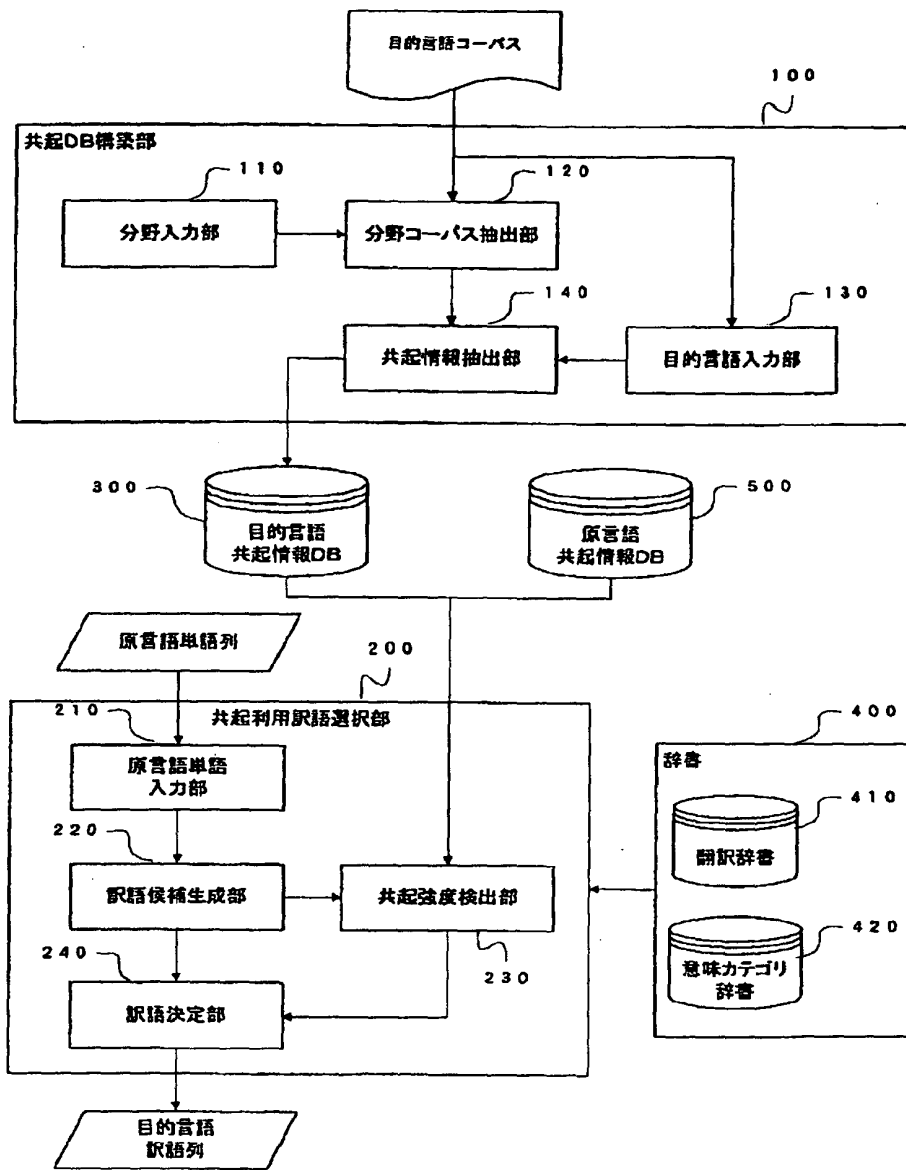 目的言語コーパス
１００
共起DB構築部
１１０
１２０
分野入力部
分野コーパス抽出部
１４０
１３０
共起情報抽出部
目的言語入力部
３００
５００
目的言語
共起情報DB
原言語
共起情報DB
原言語単語列
２００
２１０
共起利用訳語選択部
４００
原言語単語
入力部
辞書
４１０
２２０
翻訳辞書
訳語候補生成部
共起強度検出部
４２０
２４０
２３０
意味カテゴリ
辞書
訳語決定部
目的言語
訳語列